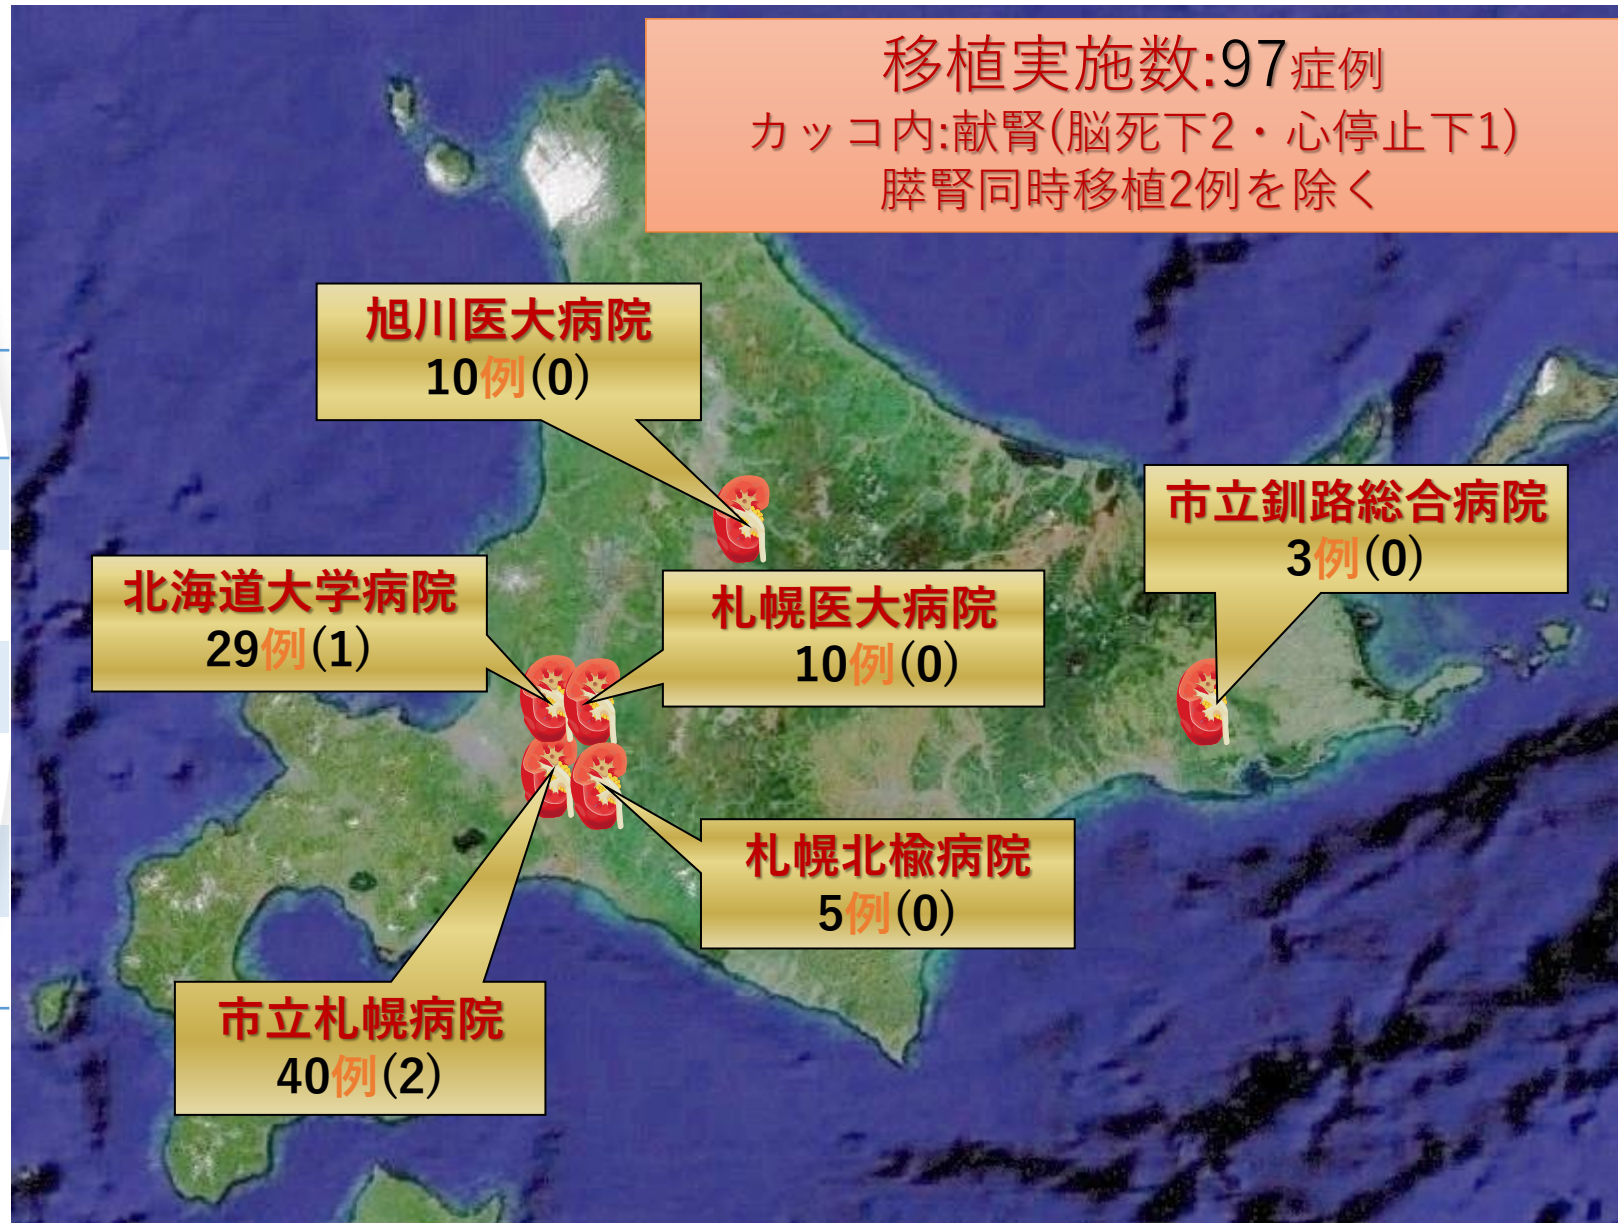 移植実施数:97症例
カッコ内:献腎(脳死下2・心停止下1)
膵腎同時移植2例を除く
旭川医大病院
10例(0)
市立釧路総合病院
3例(0)
北海道大学病院
29例(1)
札幌医大病院
10例(0)
札幌北楡病院
5例(0)
市立札幌病院
40例(2)